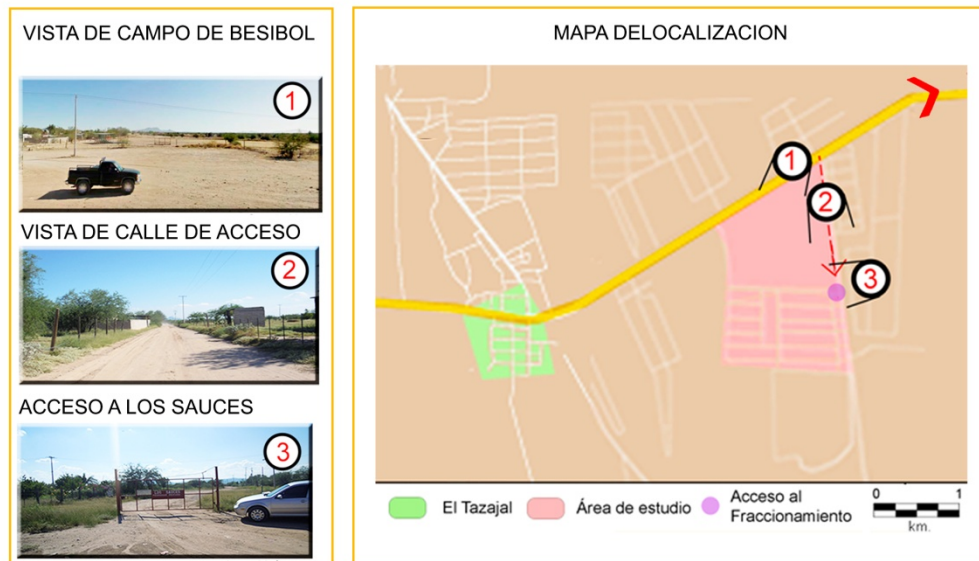 VISTA DE CAMPO DE BESIBOL
1
VISTA DE CALLE DE ACCESO
2
ACCESO A LOS SAUCES
3
MAPA DELOCALIZACION
1
2
3
El Tazajal
Área de estudio
Acceso al
Fraccionamiento
0 1
km.